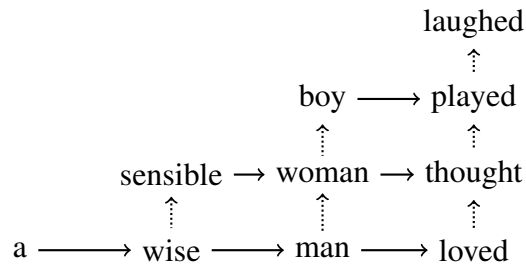 laughed
boy played
sensible woman thought
a wise man loved